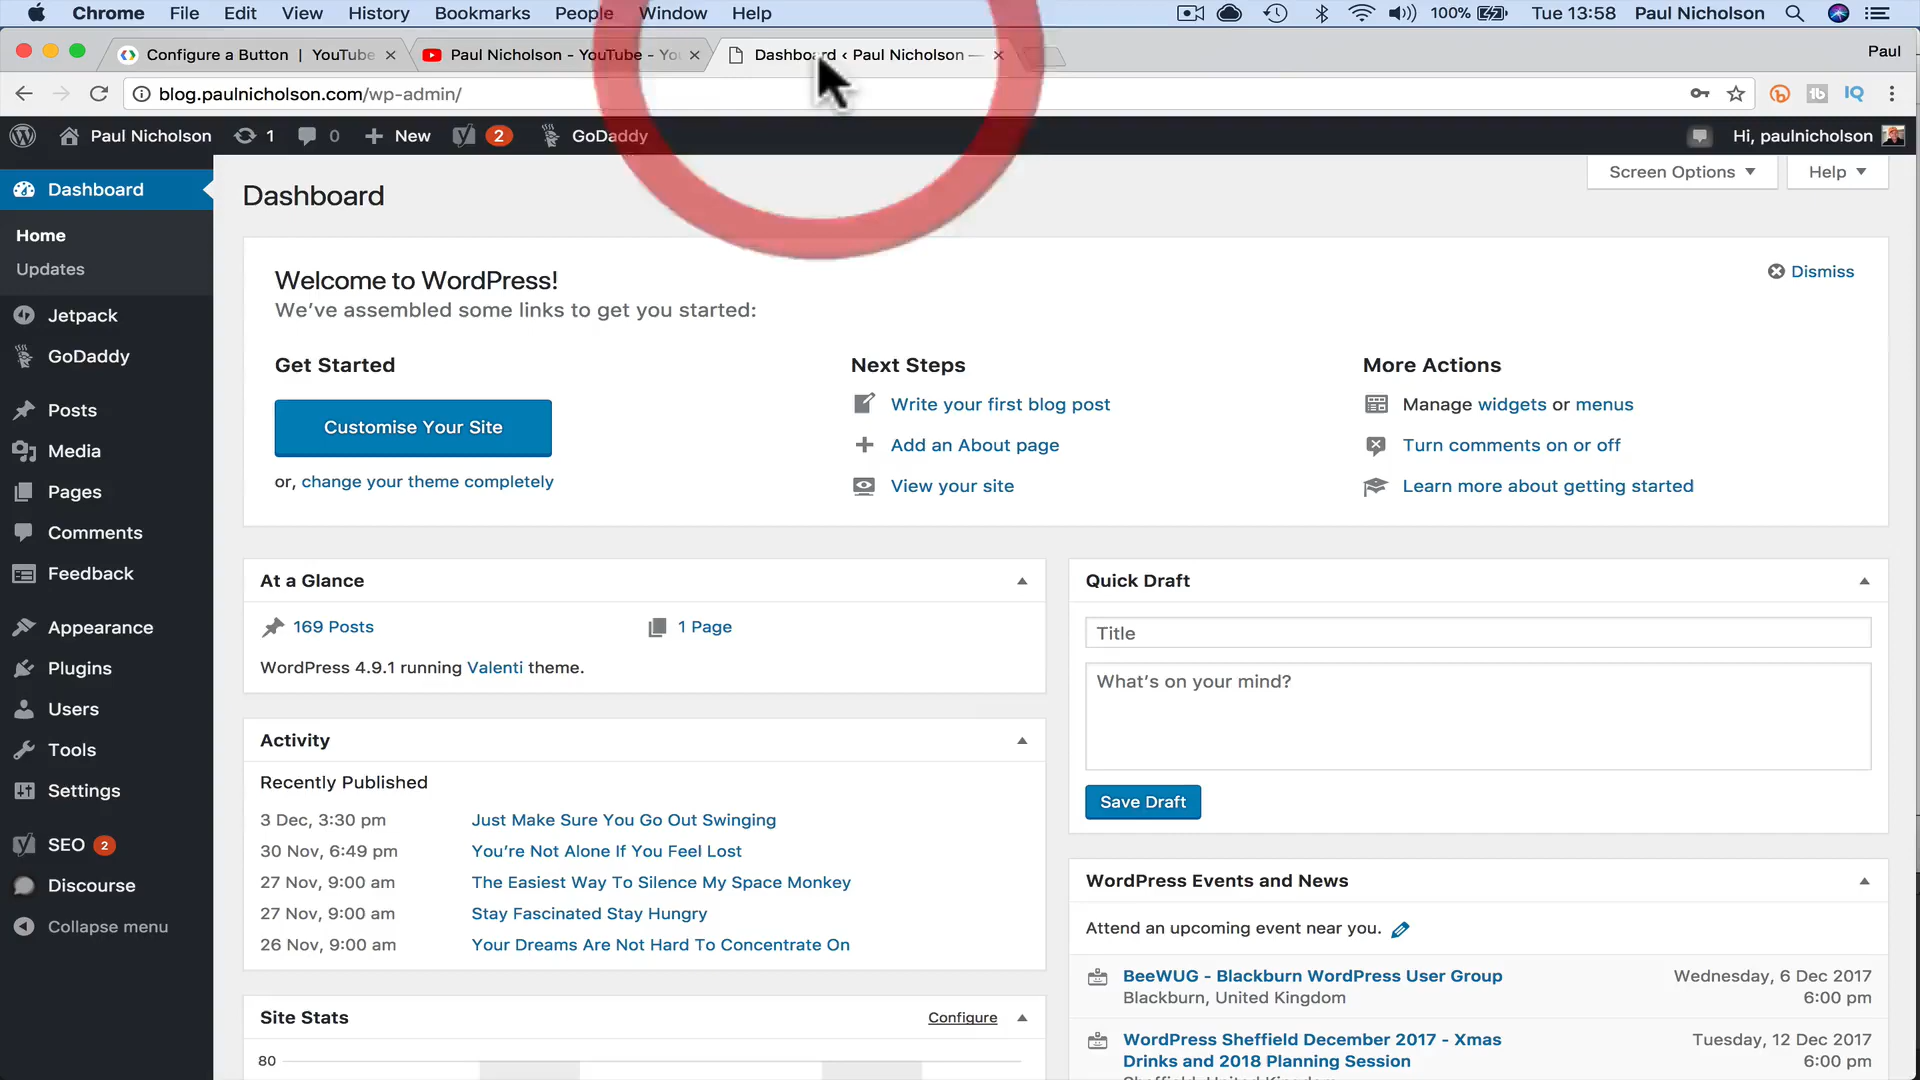 Chrome File Edit View History Bookmarks People Window Help 100% Tue 13:58 Paul Nicholson
Configure a Button | YouTube Paul Nicholson - YouTube - Yo Dashboard ‹ Paul Nicholson — Paul
blog.paulnicholson.com/wp-admin/
Paul Nicholson 1 0 New 2 GoDaddy Hi, paulnicholson
Screen Options Help
Dashboard
Home
Updates
Jetpack
GoDaddy
Posts
Media
Pages
Comments
Feedback
Appearance
Plugins
Users
Tools
Settings
SEO 2
Discourse
Collapse menu
Dashboard
Welcome to WordPress!
Dismiss
We've assembled some links to get you started:
Get Started
Customise Your Site
or, change your theme completely
Next Steps
Write your first blog post
Add an About page
View your site
More Actions
Manage widgets or menus
Turn comments on or off
Learn more about getting started
At a Glance
169 Posts 1 Page
WordPress 4.9.1 running Valenti theme.
Activity
Recently Published
3 Dec, 3:30 pm Just Make Sure You Go Out Swinging
30 Nov, 6:49 pm You're Not Alone If You Feel Lost
27 Nov, 9:00 am The Easiest Way To Silence My Space Monkey
27 Nov, 9:00 am Stay Fascinated Stay Hungry
26 Nov, 9:00 am Your Dreams Are Not Hard To Concentrate On
Site Stats Configure
80
Quick Draft
Title
What's on your mind?
Save Draft
WordPress Events and News
Attend an upcoming event near you.
BeeWUG - Blackburn WordPress User Group Wednesday, 6 Dec 2017
Blackburn, United Kingdom 6:00 pm
WordPress Sheffield December 2017 - Xmas Tuesday, 12 Dec 2017
Drinks and 2018 Planning Session 6:00 pm